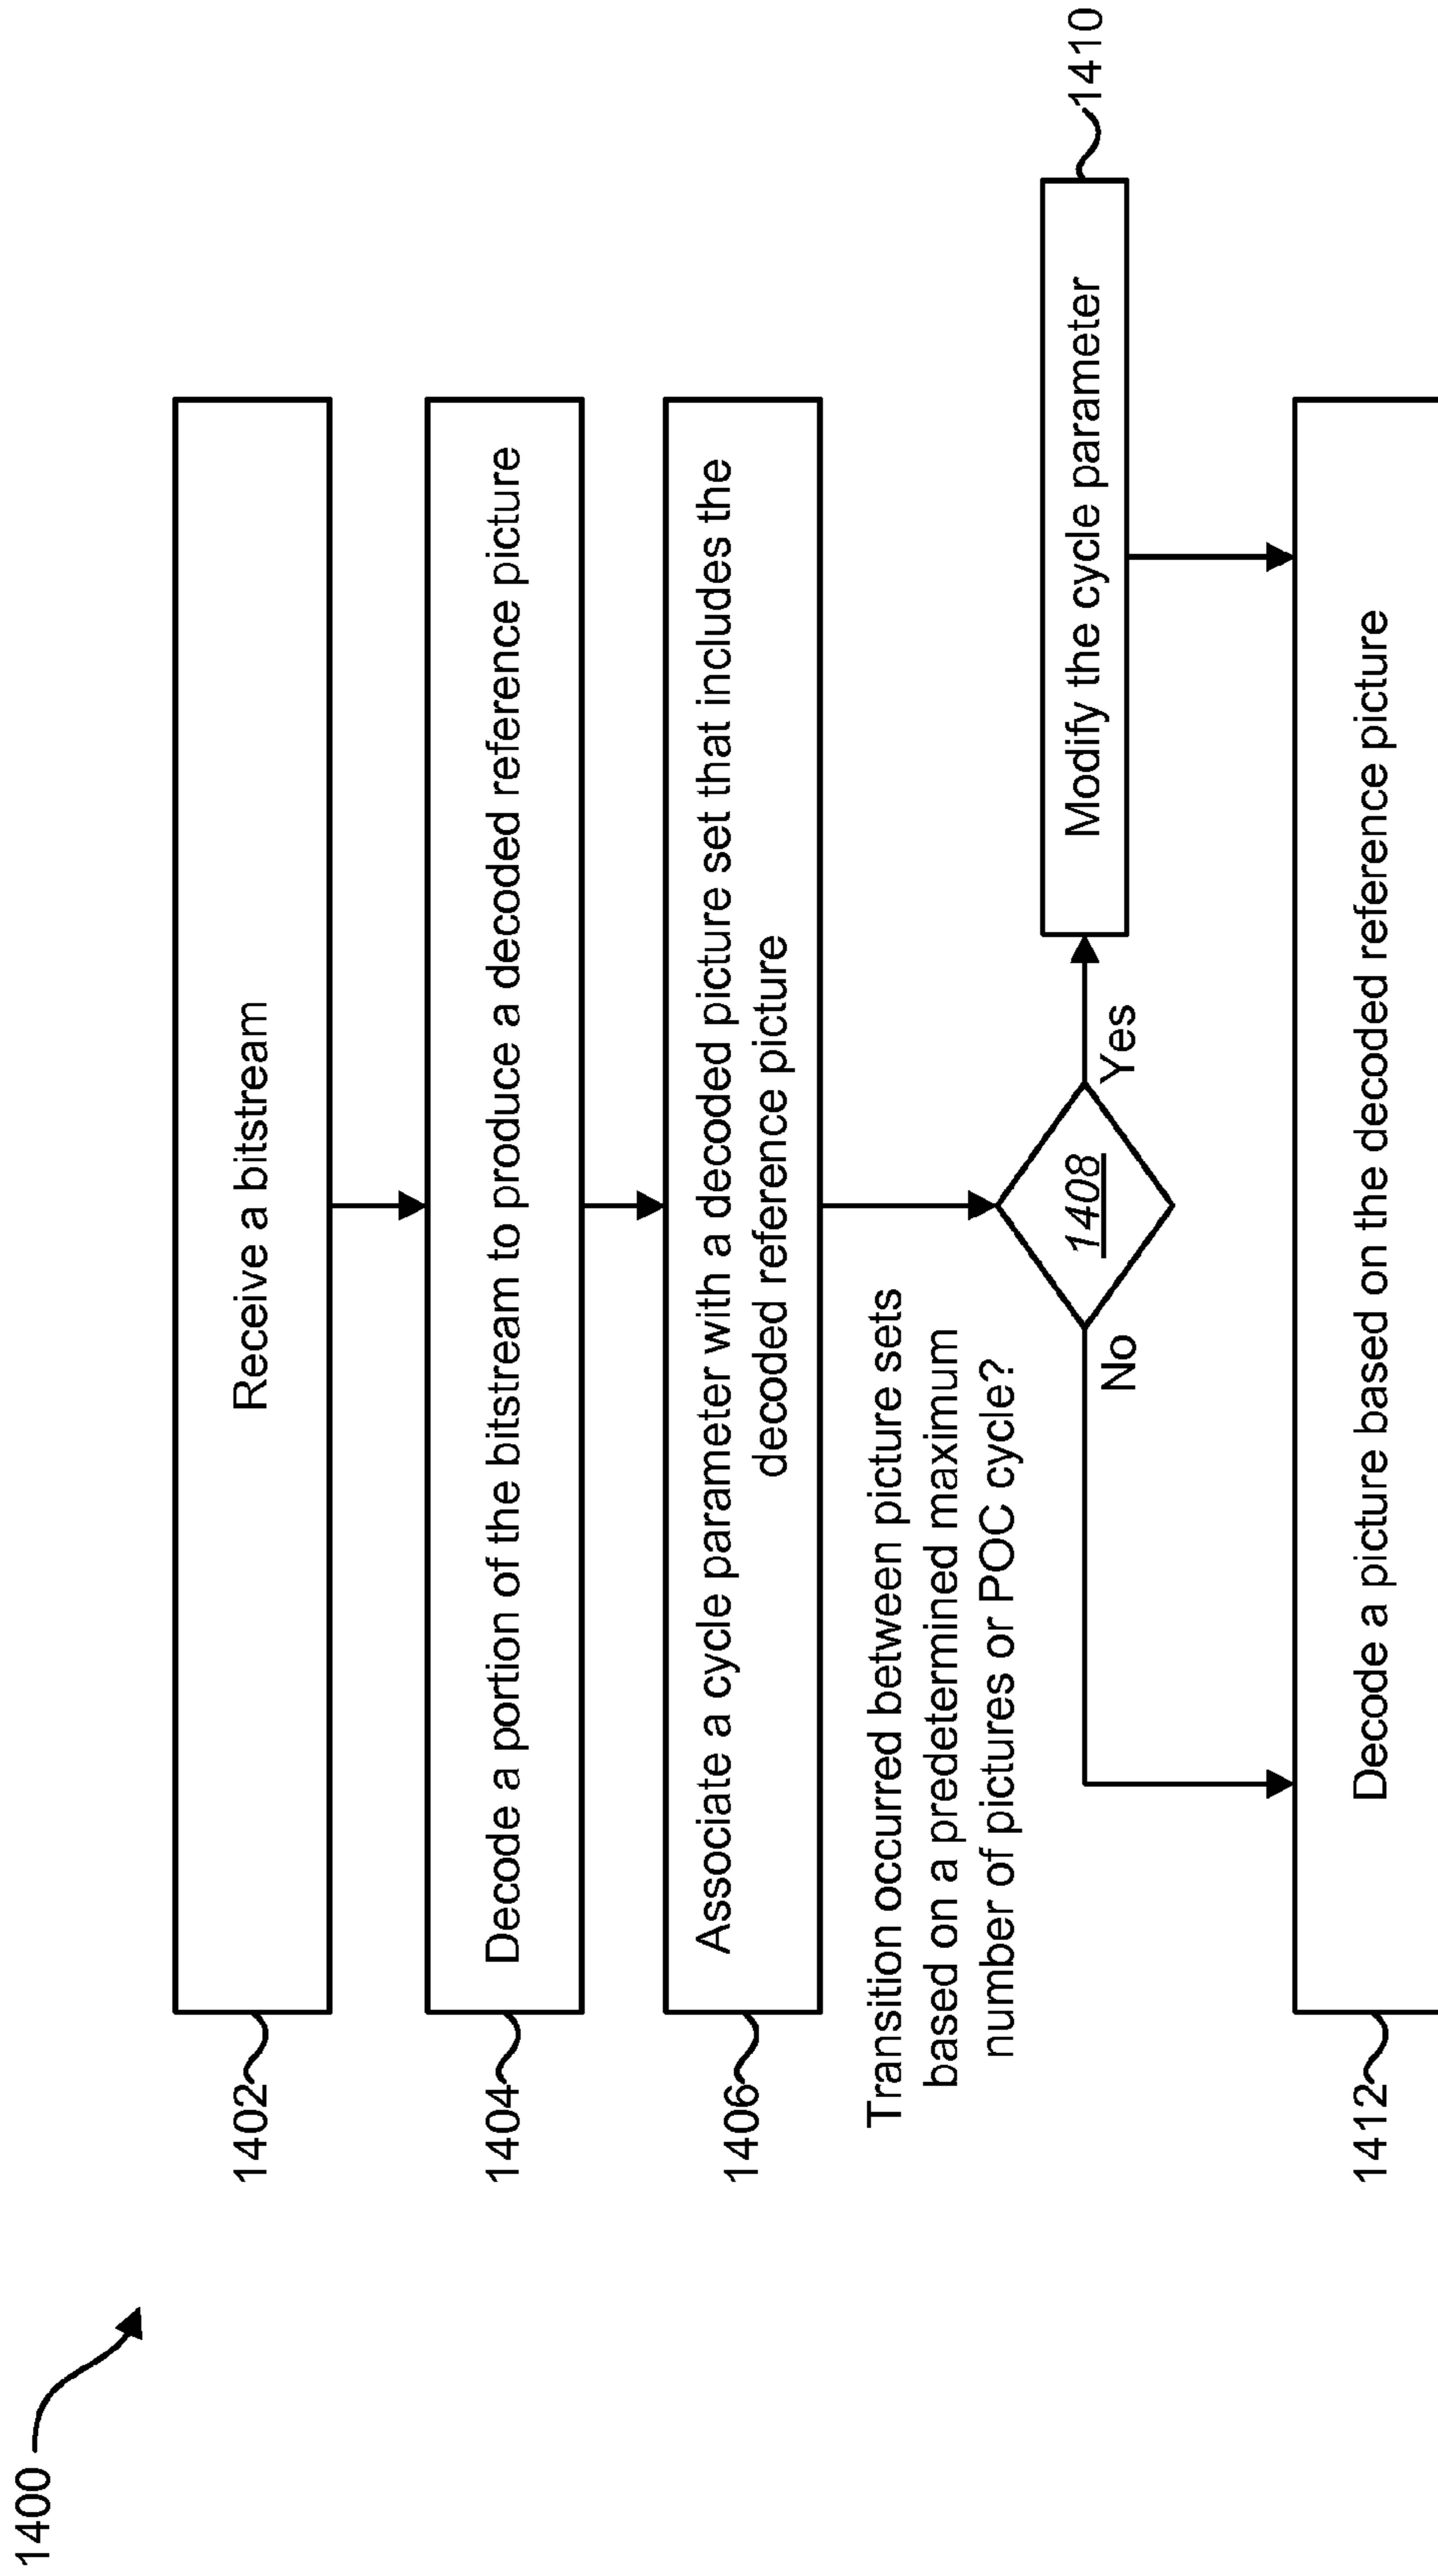 1400
1402
Receive a bitstream
1404
Decode a portion of the bitstream to produce a decoded reference picture
1406
Associate a cycle parameter with a decoded picture set that includes the
decoded reference picture
Transition occurred between picture sets
based on a predetermined maximum
number of pictures or POC cycle?
1408
No
Yes
Modify the cycle parameter
1410
1412
Decode a picture based on the decoded reference picture